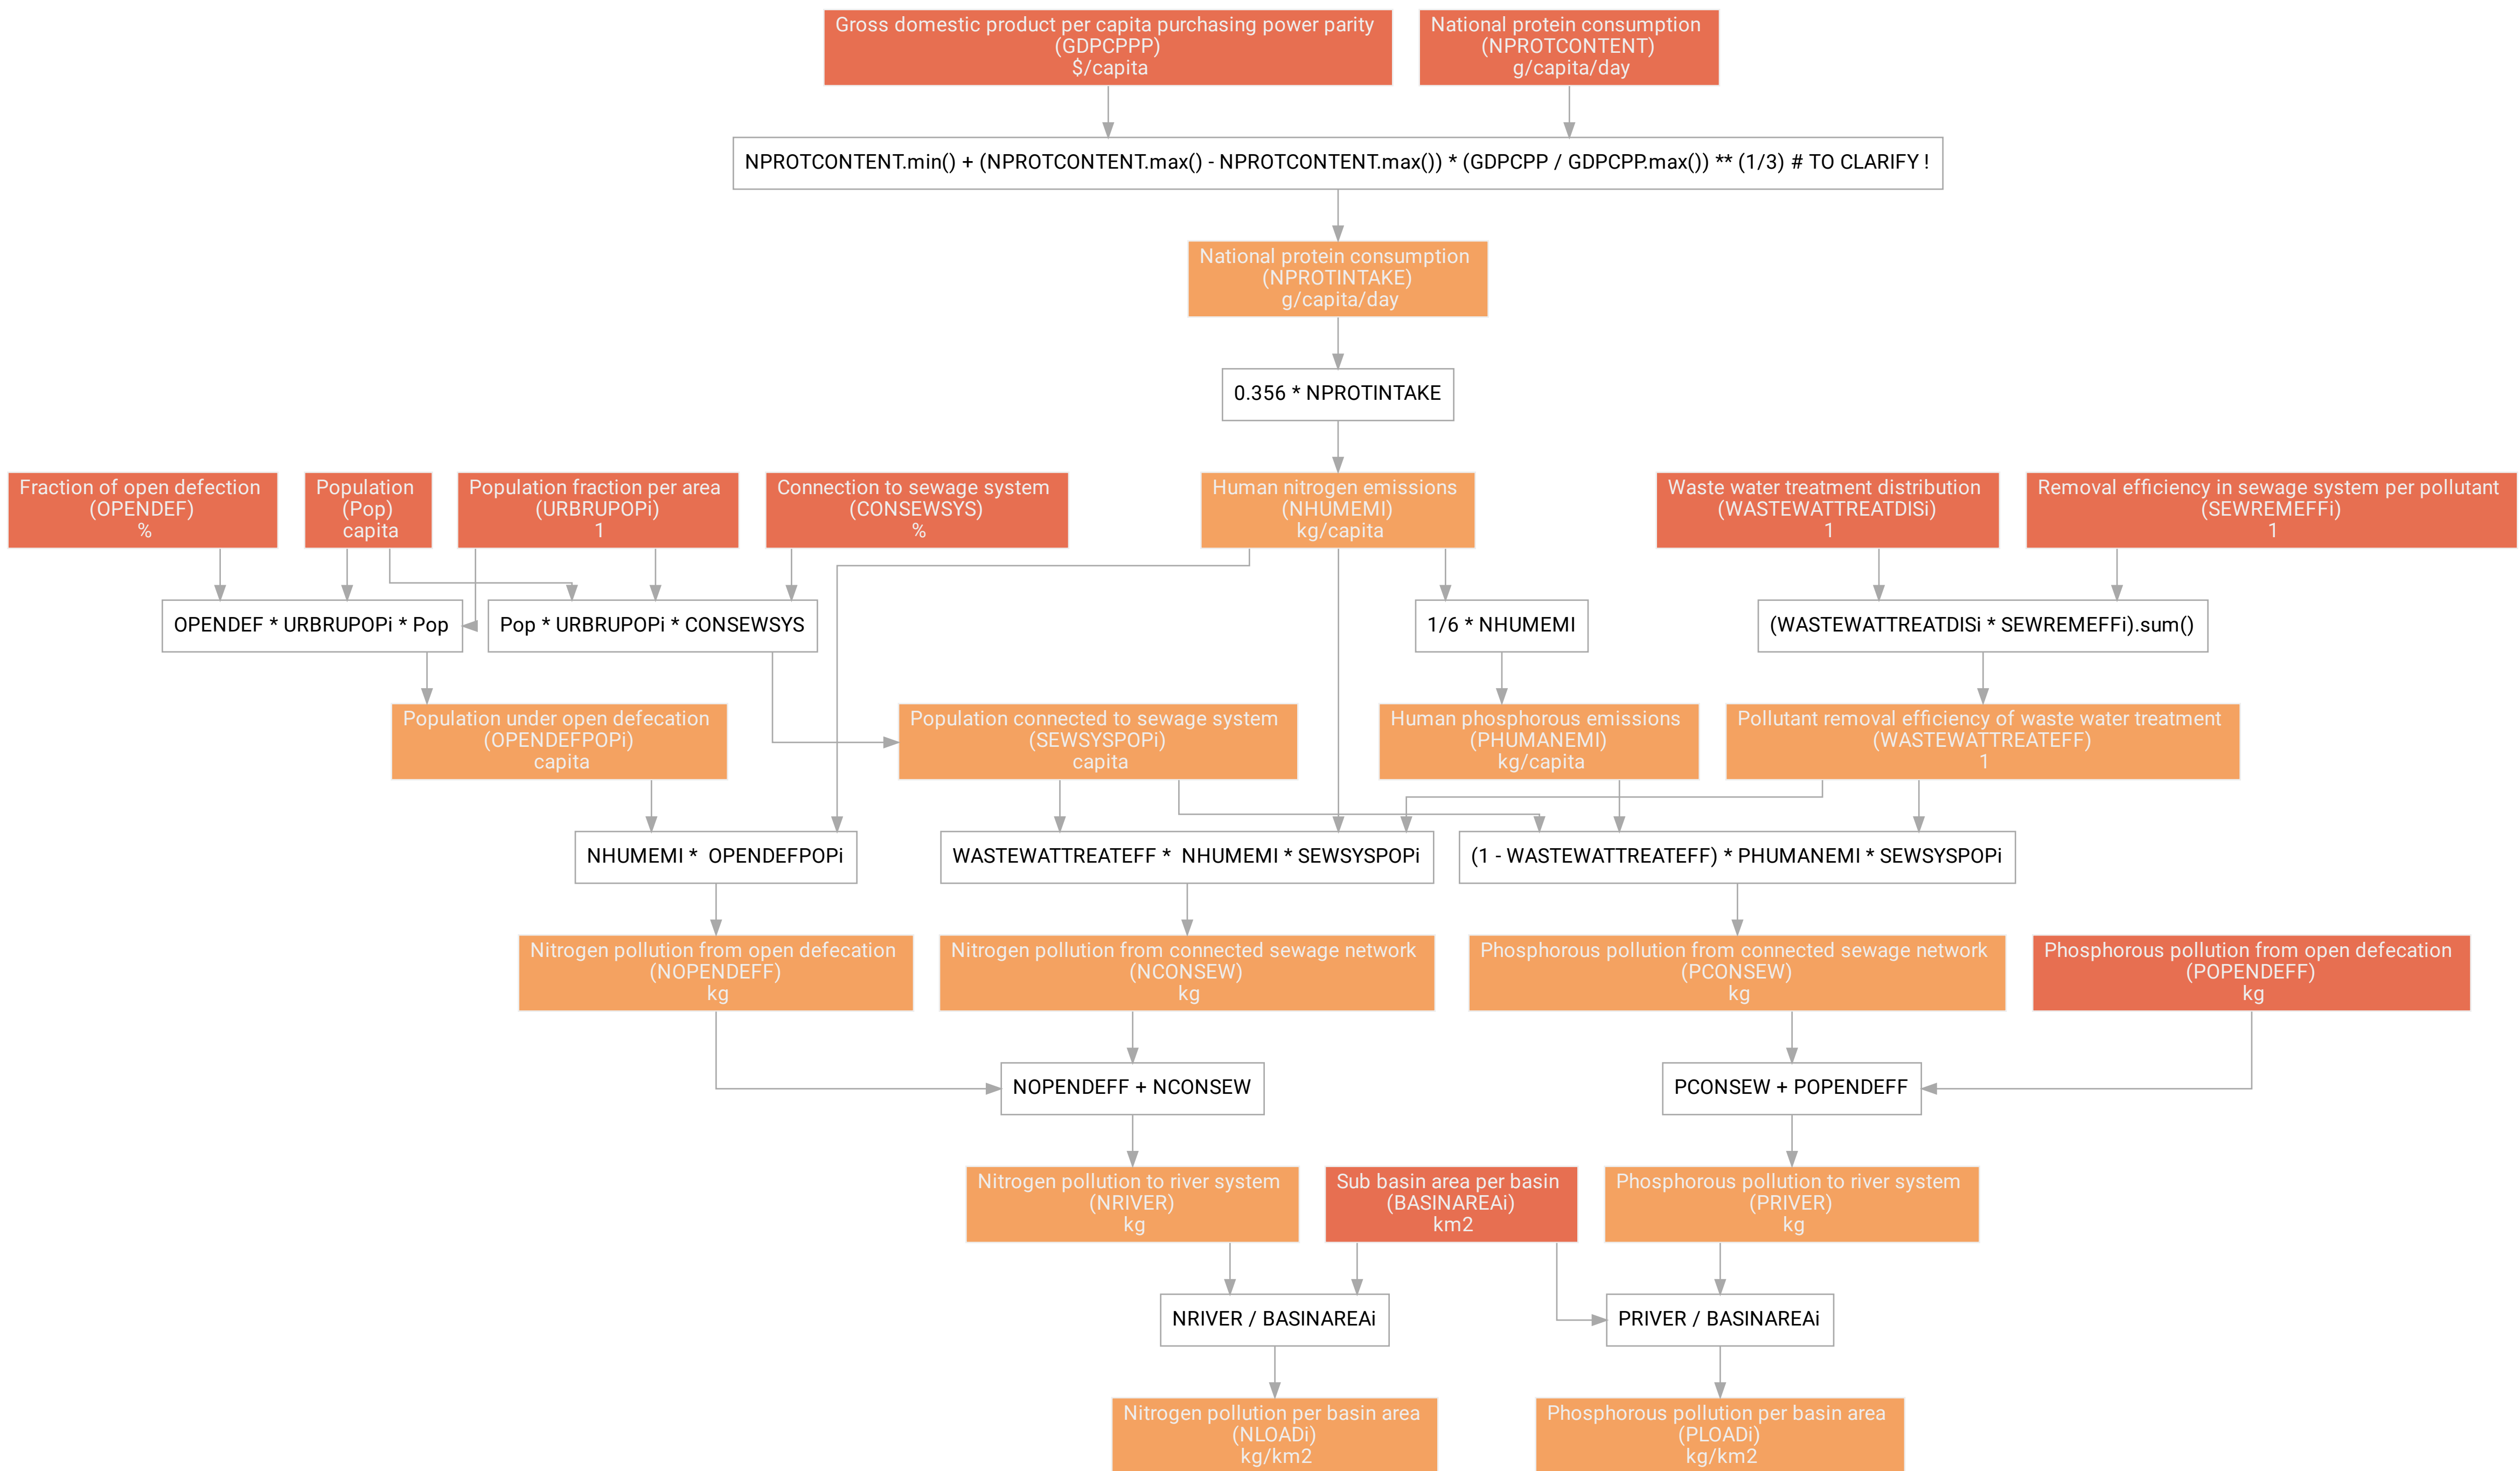 Gross domestic product per capita purchasing power parity
(GDPCPPP)
$/capita
National protein consumption
(NPROTCONTENT)
g/capita/day
NPROTCONTENT.min() + (NPROTCONTENT.max() - NPROTCONTENT.max()) * (GDPCPP / GDPCPP.max()) ** (1/3) # TO CLARIFY !
National protein consumption
(NPROTINTAKE)
g/capita/day
0.356 * NPROTINTAKE
Fraction of open defection
(OPENDEF)
%
Population
(Pop)
capita
Population fraction per area
(URBRUPOPi)
1
Connection to sewage system
(CONSEWSYS)
%
Human nitrogen emissions
(NHUMEMI)
kg/capita
Waste water treatment distribution
(WASTEWATTREATDISi)
1
Removal efficiency in sewage system per pollutant
(SEWREMEFFi)
1
OPENDEF * URBRUPOPi * Pop
Pop * URBRUPOPi * CONSEWSYS
1/6 * NHUMEMI
(WASTEWATTREATDISi * SEWREMEFFi).sum()
Population under open defecation
(OPENDEFPOPi)
capita
Population connected to sewage system
(SEWSYSPOPi)
capita
Human phosphorous emissions
(PHUMANEMI)
kg/capita
Pollutant removal efficiency of waste water treatment
(WASTEWATTREATEFF)
1
NHUMEMI *  OPENDEFPOPi
WASTEWATTREATEFF *  NHUMEMI * SEWSYSPOPi
(1 - WASTEWATTREATEFF) * PHUMANEMI * SEWSYSPOPi
Nitrogen pollution from open defecation
(NOPENDEFF)
kg
Nitrogen pollution from connected sewage network
(NCONSEW)
kg
Phosphorous pollution from connected sewage network
(PCONSEW)
kg
Phosphorous pollution from open defecation
(POPENDEFF)
kg
NOPENDEFF + NCONSEW
PCONSEW + POPENDEFF
Nitrogen pollution to river system
(NRIVER)
kg
Sub basin area per basin
(BASINAREAi)
km2
Phosphorous pollution to river system
(PRIVER)
kg
NRIVER / BASINAREAi
PRIVER / BASINAREAi
Nitrogen pollution per basin area
(NLOADi)
kg/km2
Phosphorous pollution per basin area
(PLOADi)
kg/km2